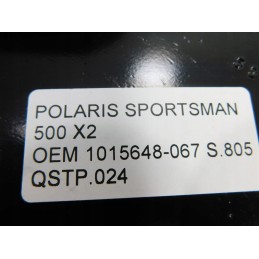 POLARIS SPORTSMAN
500 X2
OEM 1015648-067 S.805
QSTP.024